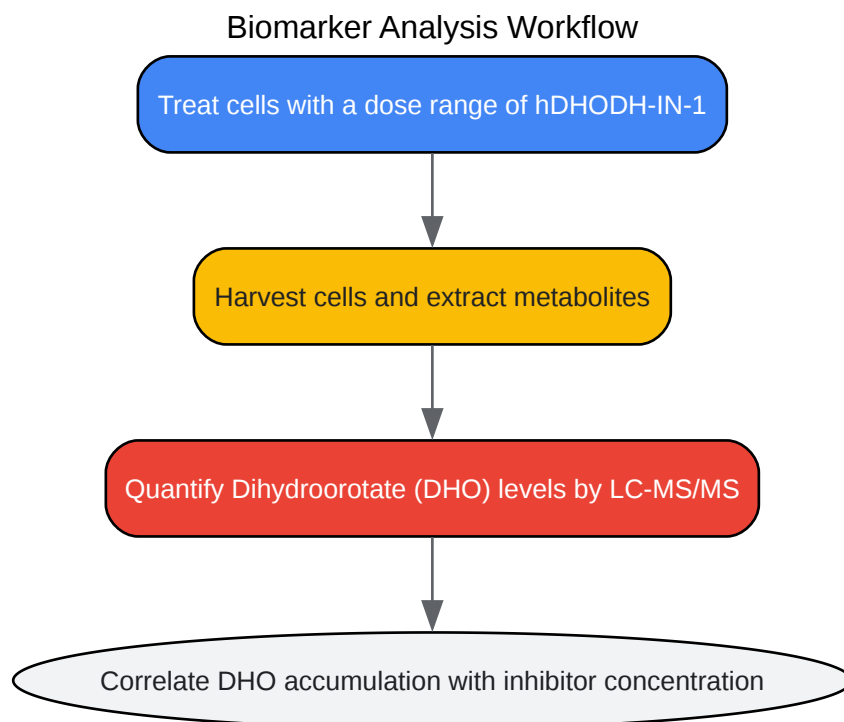 Biomarker Analysis Workflow
Treat cells with a dose range of hDHODH-IN-1
Harvest cells and extract metabolites
Quantify Dihydroorotate (DHO) levels by LC-MS/MS
Correlate DHO accumulation with inhibitor concentration